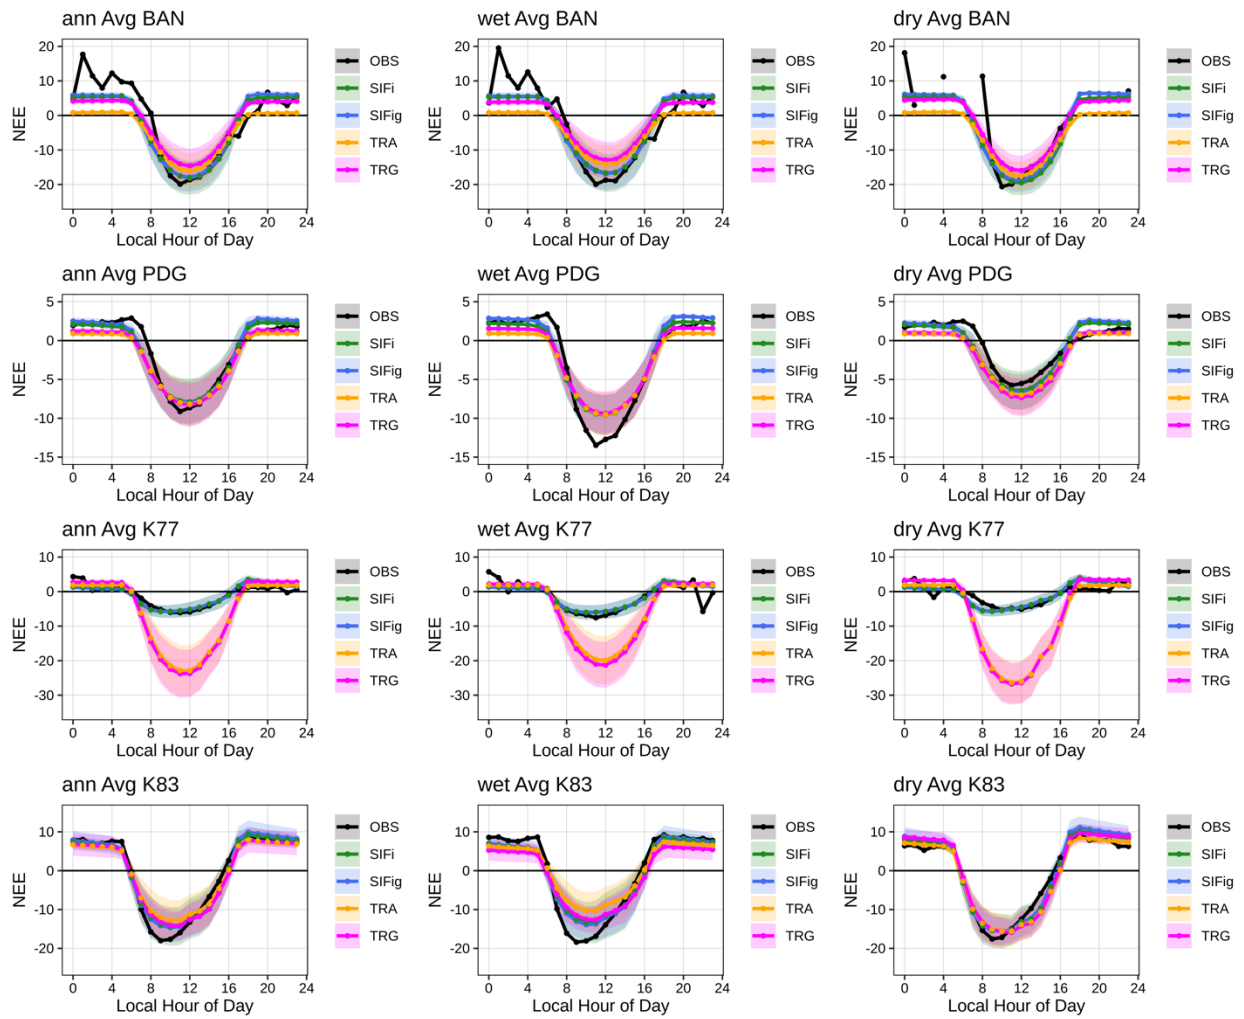 ann Avg BAN
wet Avg BAN
dry Avg BAN
20
10
0
-10
-20
NEE
0 4 8 12 16 20 24
Local Hour of Day
OBS
SIFi
SIFig
TRA
TRG
20
10
0
-10
-20
NEE
0 4 8 12 16 20 24
Local Hour of Day
OBS
SIFi
SIFig
TRA
TRG
20
10
0
-10
-20
NEE
0 4 8 12 16 20 24
Local Hour of Day
OBS
SIFi
SIFig
TRA
TRG
ann Avg PDG
wet Avg PDG
dry Avg PDG
5
0
-5
-10
-15
NEE
0 4 8 12 16 20 24
Local Hour of Day
OBS
SIFi
SIFig
TRA
TRG
5
0
-5
-10
-15
NEE
0 4 8 12 16 20 24
Local Hour of Day
OBS
SIFi
SIFig
TRA
TRG
5
0
-5
-10
-15
NEE
0 4 8 12 16 20 24
Local Hour of Day
OBS
SIFi
SIFig
TRA
TRG
ann Avg K77
wet Avg K77
dry Avg K77
10
0
-10
-20
-30
NEE
0 4 8 12 16 20 24
Local Hour of Day
OBS
SIFi
SIFig
TRA
TRG
10
0
-10
-20
-30
NEE
0 4 8 12 16 20 24
Local Hour of Day
OBS
SIFi
SIFig
TRA
TRG
10
0
-10
-20
-30
NEE
0 4 8 12 16 20 24
Local Hour of Day
OBS
SIFi
SIFig
TRA
TRG
ann Avg K83
wet Avg K83
dry Avg K83
10
0
-10
-20
NEE
0 4 8 12 16 20 24
Local Hour of Day
OBS
SIFi
SIFig
TRA
TRG
10
0
-10
-20
NEE
0 4 8 12 16 20 24
Local Hour of Day
OBS
SIFi
SIFig
TRA
TRG
10
0
-10
-20
NEE
0 4 8 12 16 20 24
Local Hour of Day
OBS
SIFi
SIFig
TRA
TRG